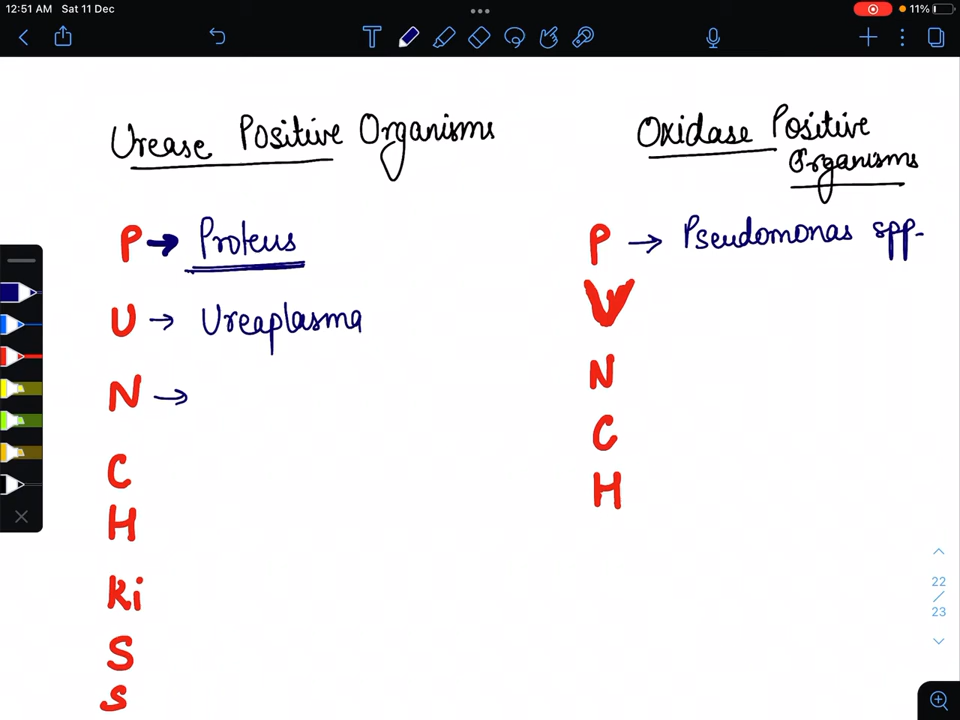 12:51 AM Sat 11 Dec
11%
T
Urease Positive Organisms
P → Proteus
U → Ureaplasma
N →
C
H
Ki
S
S
Oxidase Positive
Organisms
P → Pseudomonas spp.
V
N
C
H
22
/
23